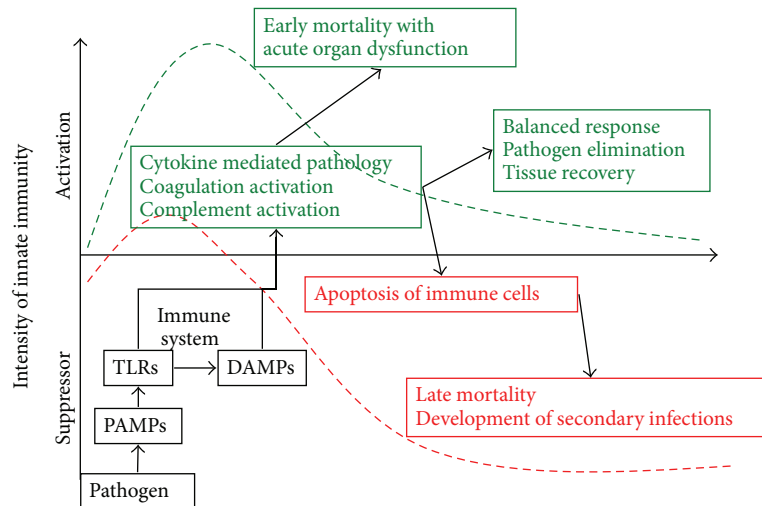 Early mortality with
acute organ dysfunction
Intensity of innate immunity
Activation
Suppressor
Cytokine mediated pathology
Coagulation activation
Complement activation
Balanced response
Pathogen elimination
Tissue recovery
Apoptosis of immune cells
Immune
system
TLRs
DAMPs
Late mortality
Development of secondary infections
PAMPs
Pathogen